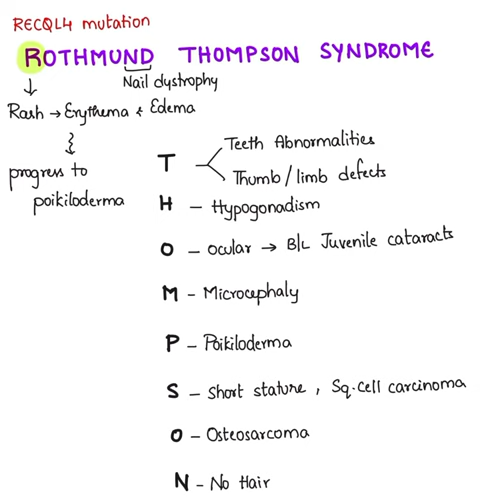 RECQL4 mutation
ROTHMUND THOMPSON SYNDROME
Nail dystrophy
Rash → Erythema & Edema
progress to
poikiloderma
T
Teeth Abnormalities
Thumb / limb defects
H - Hypogonadism
O - Ocular → B/L Juvenile cataracts
M - Microcephaly
P - Poikiloderma
S - Short stature , Sq.cell carcinoma
O - Osteosarcoma
N - No Hair